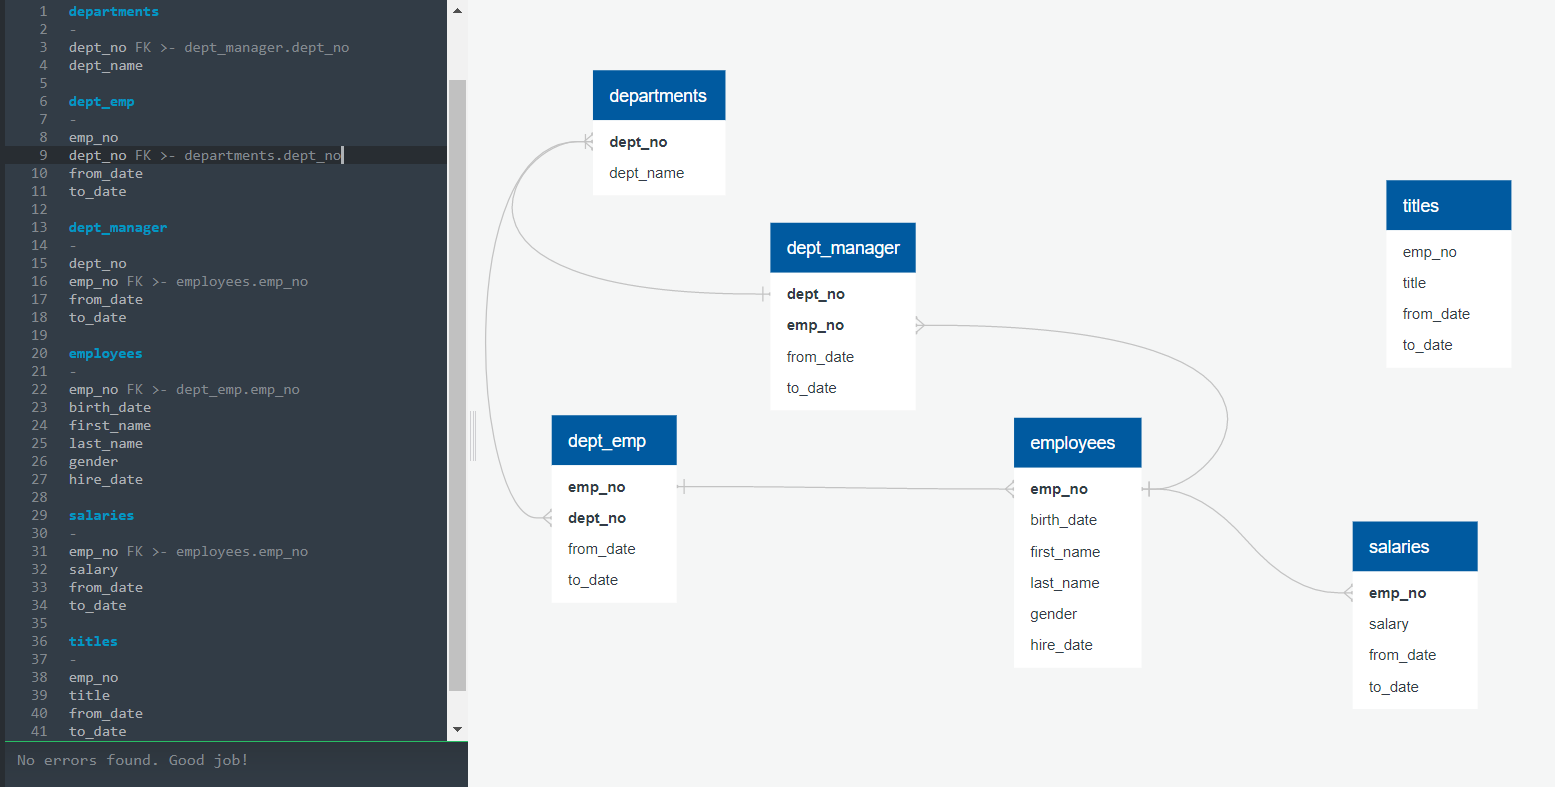 1 departments
2 -
3 dept_no FK >- dept_manager.dept_no
4 dept_name
5
6 dept_emp
7 -
8 emp_no
9 dept_no FK >- departments.dept_no
10 from_date
11 to_date
12
13 dept_manager
14 -
15 dept_no
16 emp_no FK >- employees.emp_no
17 from_date
18 to_date
19
20 employees
21 -
22 emp_no FK >- dept_emp.emp_no
23 birth_date
24 first_name
25 last_name
26 gender
27 hire_date
28
29 salaries
30 -
31 emp_no FK >- employees.emp_no
32 salary
33 from_date
34 to_date
35
36 titles
37 -
38 emp_no
39 title
40 from_date
41 to_date
No errors found. Good job!
departments
dept_no
dept_name
dept_manager
dept_no
emp_no
from_date
to_date
titles
emp_no
title
from_date
to_date
dept_emp
emp_no
dept_no
from_date
to_date
employees
emp_no
birth_date
first_name
last_name
gender
hire_date
salaries
emp_no
salary
from_date
to_date